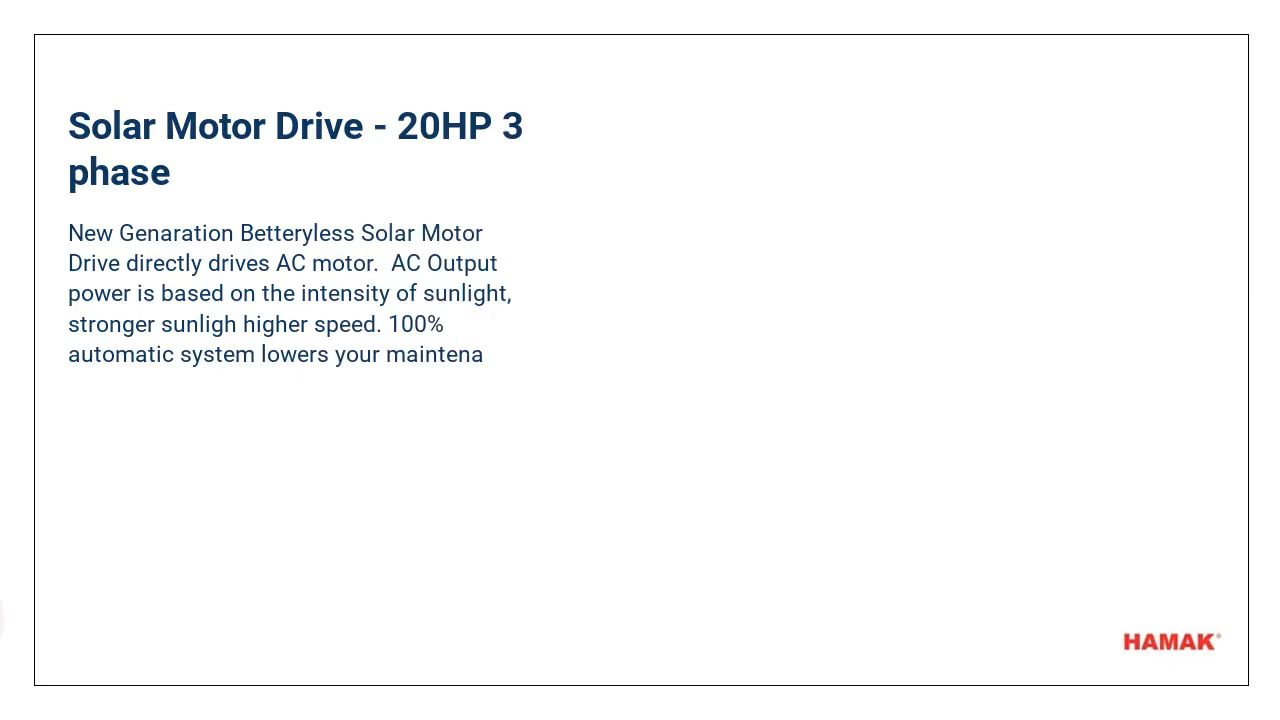 Solar Motor Drive - 20HP 3
phase
New Genaration Betteryless Solar Motor
Drive directly drives AC motor.  AC Output
power is based on the intensity of sunlight,
stronger sunligh higher speed. 100%
automatic system lowers your maintena
HAMAK®